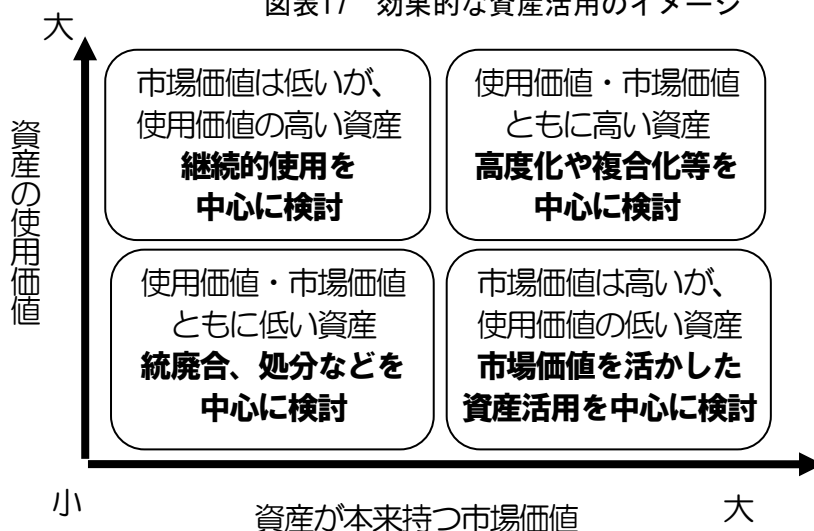 図表17 効果的な資産活用のイメージ
大
資産の使用価値
市場価値は低いが、
使用価値の高い資産
継続的使用を
中心に検討
使用価値・市場価値
ともに高い資産
高度化や複合化等を
中心に検討
使用価値・市場価値
ともに低い資産
統廃合、処分などを
中心に検討
市場価値は高いが、
使用価値の低い資産
市場価値を活かした
資産活用を中心に検討
小
資産が本来持つ市場価値
大